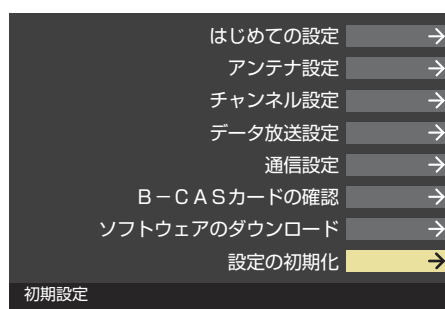 はじめての設定
アンテナ設定
チャンネル設定
データ放送設定
通信設定
Ｂ－ＣＡＳカードの確認
ソフトウェアのダウンロード
設定の初期化
初期設定